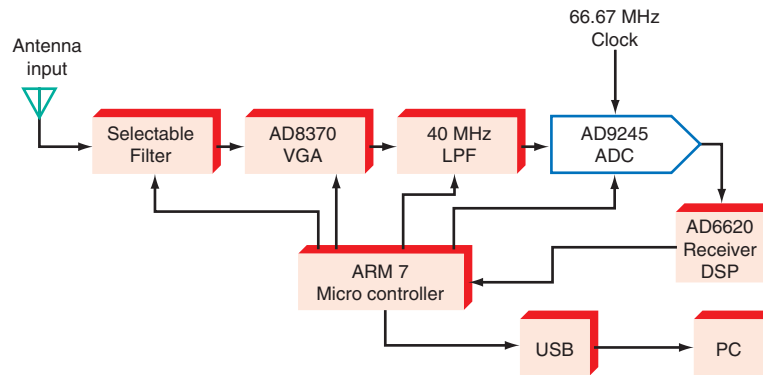 66.67 MHz
Clock
Antenna
input
Selectable
Filter
AD8370
VGA
40 MHz
LPF
AD9245
ADC
AD6620
Receiver
DSP
ARM 7
Micro controller
USB
PC